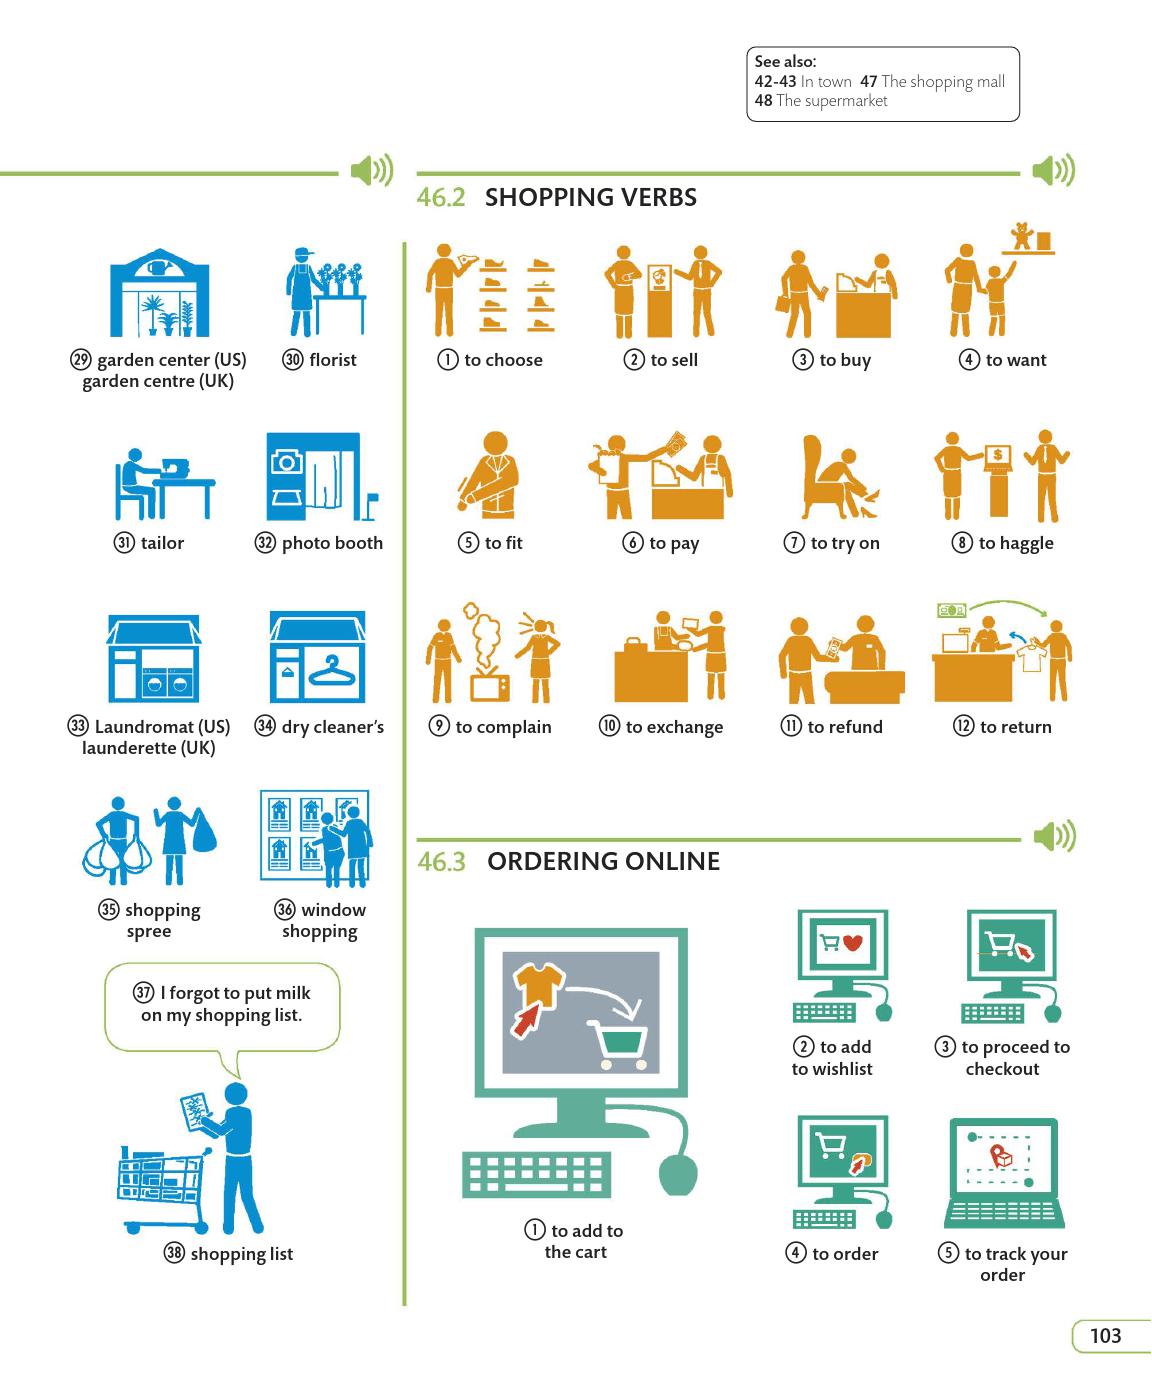 See also:
42-43 In town 47 The shopping mall
48 The supermarket
29 garden center (US)
garden centre (UK)
30 florist
31 tailor
32 photo booth
33 Laundromat (US)
launderette (UK)
34 dry cleaner's
35 shopping
spree
36 window
shopping
37 I forgot to put milk
on my shopping list.
38 shopping list
46.2 SHOPPING VERBS
1 to choose
2 to sell
3 to buy
4 to want
5 to fit
6 to pay
$
7 to try on
8 to haggle
9 to complain
10 to exchange
11 to refund
12 to return
46.3 ORDERING ONLINE
1 to add to
the cart
2 to add
to wishlist
3 to proceed to
checkout
4 to order
5 to track your
order
103